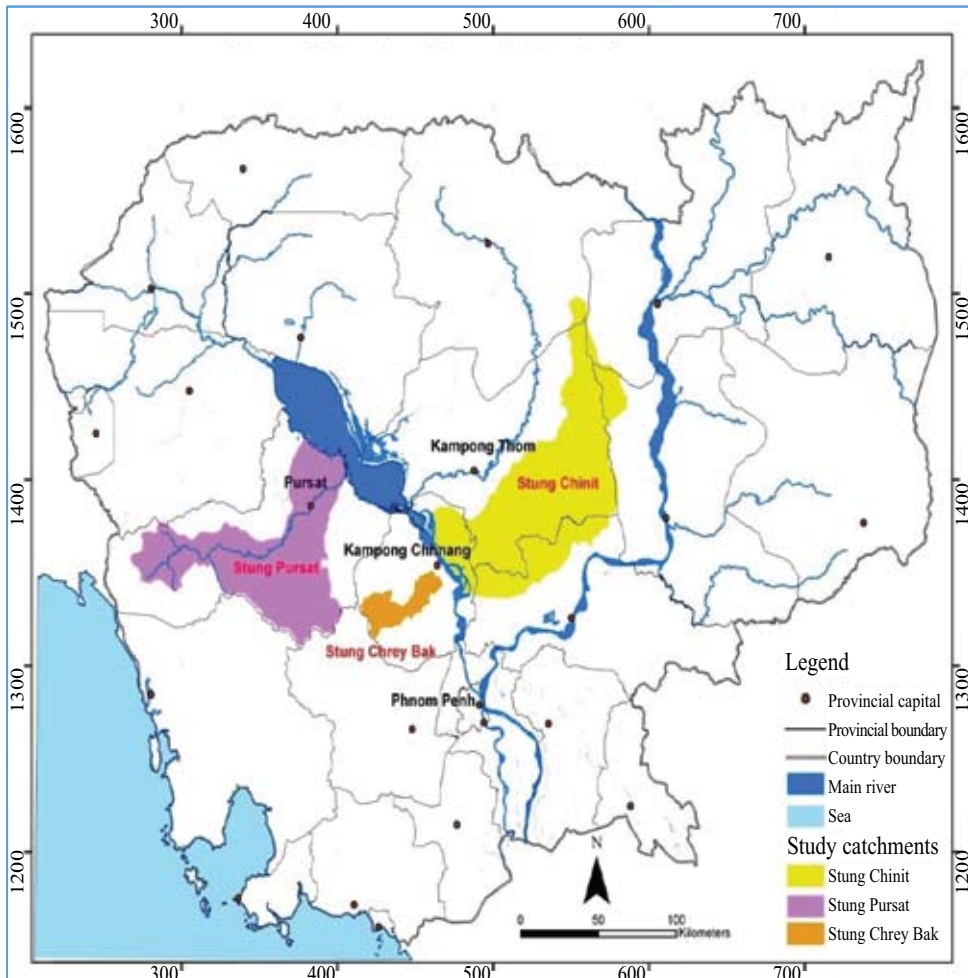 300 400 500 600 700
1600
1500
1400
1300
1200
1600
1500
1400
1300
1200
Kampong Thom
Stung Chinit
Pursat
Kampong Chhnang
Stung Pursat
Stung Chrey Bak
Phnom Penh
Legend
Provincial capital
Provincial boundary
Country boundary
Main river
Sea
Study catchments
Stung Chinit
Stung Pursat
Stung Chrey Bak
N
0 50 100
Kilometers
300 400 500 600 700